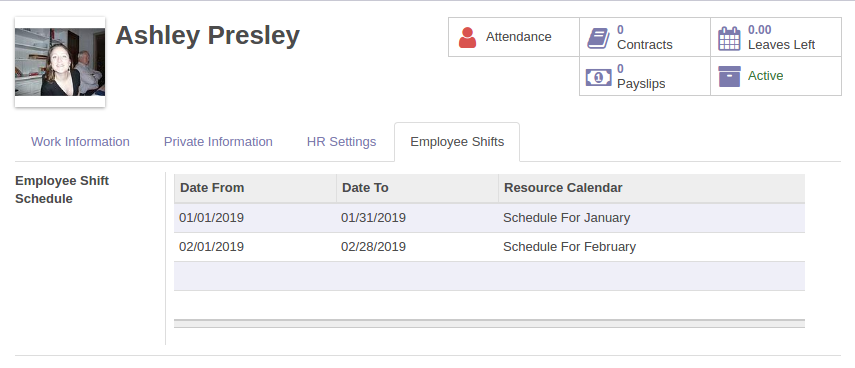 Ashley Presley
Attendance
0
Contracts
0.00
Leaves Left
1
0
Payslips
Active
Work Information
Private Information
HR Settings
Employee Shifts
Employee Shift
Schedule
Date From Date To Resource Calendar
01/01/2019 01/31/2019 Schedule For January
02/01/2019 02/28/2019 Schedule For February